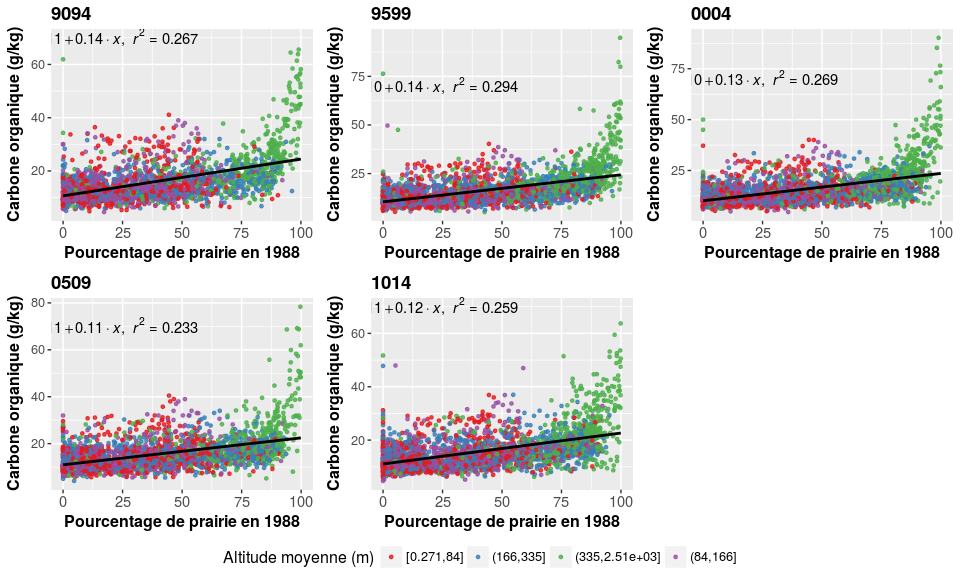 9094
9599
0004
1+0.14 · x, r² = 0.267
0+0.14 · x, r² = 0.294
0+0.13 · x, r² = 0.269
Carbone organique (g/kg)
60
40
20
Carbone organique (g/kg)
75
50
25
Carbone organique (g/kg)
75
50
25
0 25 50 75 100
0 25 50 75 100
0 25 50 75 100
Pourcentage de prairie en 1988
Pourcentage de prairie en 1988
Pourcentage de prairie en 1988
0509
1014
1+0.11 · x, r² = 0.233
1+0.12 · x, r² = 0.259
Carbone organique (g/kg)
80
60
40
20
Carbone organique (g/kg)
60
40
20
0 25 50 75 100
0 25 50 75 100
Pourcentage de prairie en 1988
Pourcentage de prairie en 1988
Altitude moyenne (m) [0.271,84] (166,335] (335,2.51e+03] (84,166]